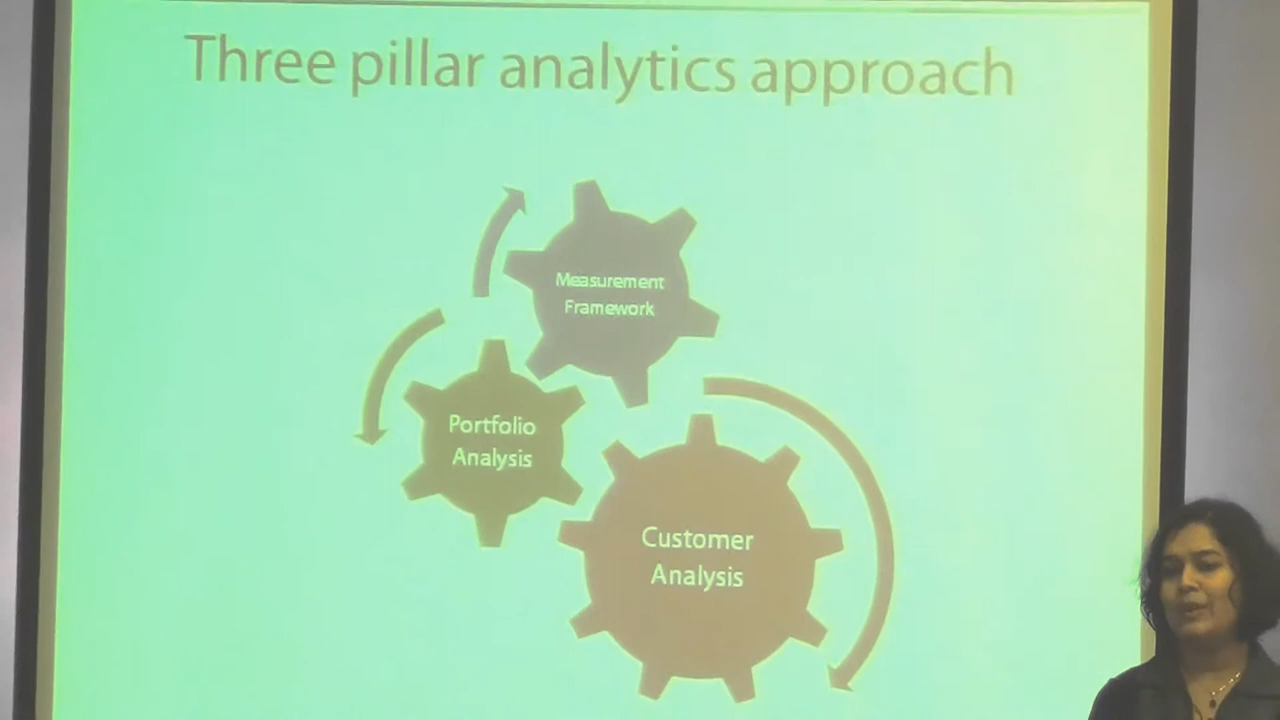 Three pillar analytics approach
Measurement
Framework
Portfolio
Analysis
Customer
Analysis